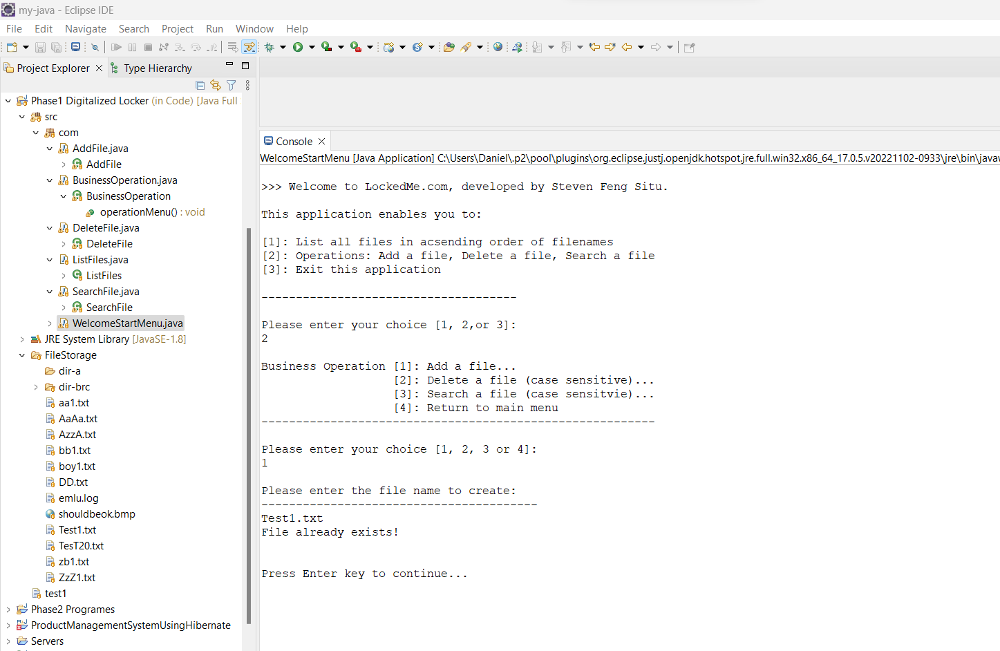 my-java - Eclipse IDE
File Edit Navigate Search Project Run Window Help
Project Explorer Type Hierarchy
Phase1 Digitalized Locker (in Code) [Java Full
src
com
AddFile.java
AddFile
BusinessOperation.java
BusinessOperation
operationMenu() : void
DeleteFile.java
DeleteFile
ListFiles.java
ListFiles
SearchFile.java
SearchFile
WelcomeStartMenu.java
JRE System Library [JavaSE-1.8]
FileStorage
dir-a
dir-brc
aa1.txt
AaAa.txt
AzzA.txt
bb1.txt
boy1.txt
DD.txt
emlu.log
shouldbeok.bmp
Test1.txt
TesT20.txt
zb1.txt
ZzZ1.txt
test1
Phase2 Programes
ProductManagementSystemUsingHibernate
Servers
Console
WelcomeStartMenu [Java Application] C:\Users\Daniel\.p2\pool\plugins\org.eclipse.justj.openjdk.hotspot.jre.full.win32.x86_64_17.0.5.v20221102-0933\jre\bin\javaw
>>> Welcome to LockedMe.com, developed by Steven Feng Situ.
This application enables you to:
[1]: List all files in acsending order of filenames
[2]: Operations: Add a file, Delete a file, Search a file
[3]: Exit this application
-------------------------------------
Please enter your choice [1, 2,or 3]:
2
Business Operation [1]: Add a file...
[2]: Delete a file (case sensitive)...
[3]: Search a file (case sensitvie)...
[4]: Return to main menu
---------------------------------------------------------
Please enter your choice [1, 2, 3 or 4]:
1
Please enter the file name to create:
----------------------------------------
Test1.txt
File already exists!
Press Enter key to continue...